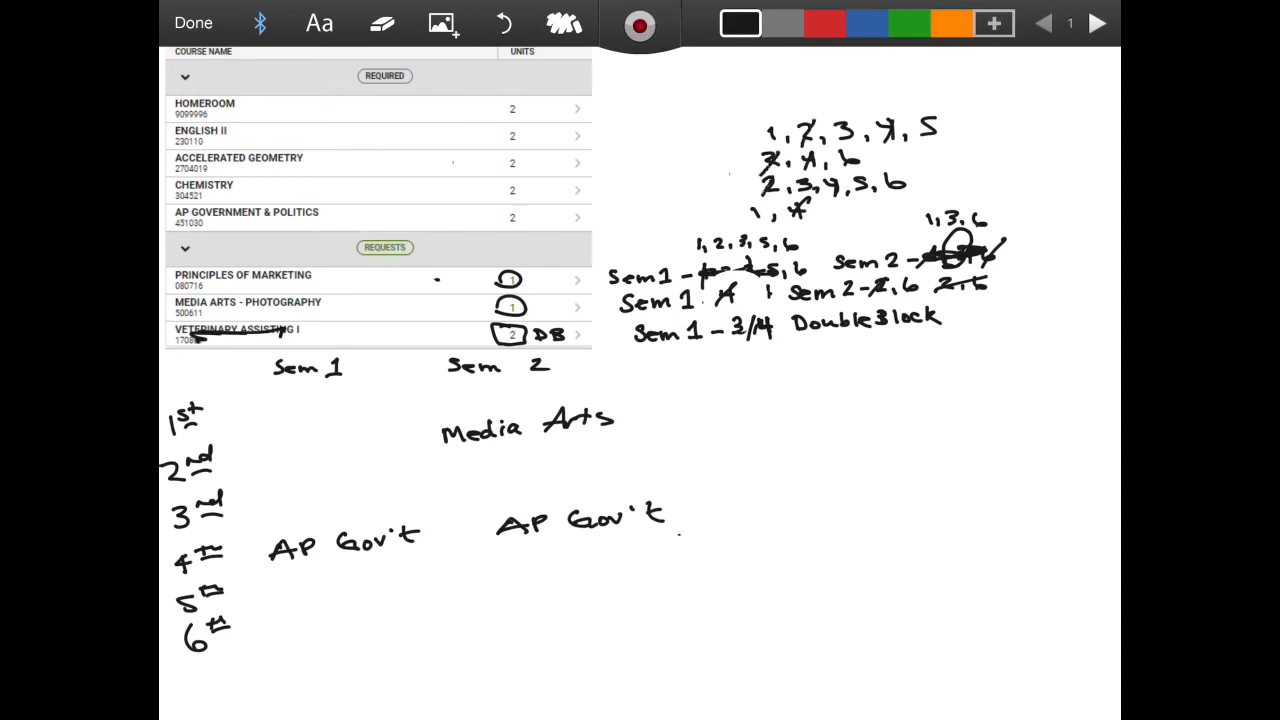 Done Aa 1
COURSE NAME UNITS
REQUIRED
HOMEROOM 2
9099996
ENGLISH II 2
230110
ACCELERATED GEOMETRY 2
2704019
CHEMISTRY 2
304521
AP GOVERNMENT & POLITICS 2
451030
REQUESTS
PRINCIPLES OF MARKETING 1
080716
MEDIA ARTS - PHOTOGRAPHY 1
500611
VETERINARY ASSISTING I 2 DB
1, 2, 3, 4, 5
2, 4, 6
2, 3, 4, 5, 6
1, 4
1, 2, 3, 5, 6
1, 3, 6
Sem 1 - 5, 6 Sem 2 -
Sem 1 4 1 Sem 2 - 2, 6 2, 6
Sem 1 - 3/4 Double Block
Sem 1 Sem 2
1st Media Arts
2nd
3rd AP Gov't
4th AP Gov't
5th
6th